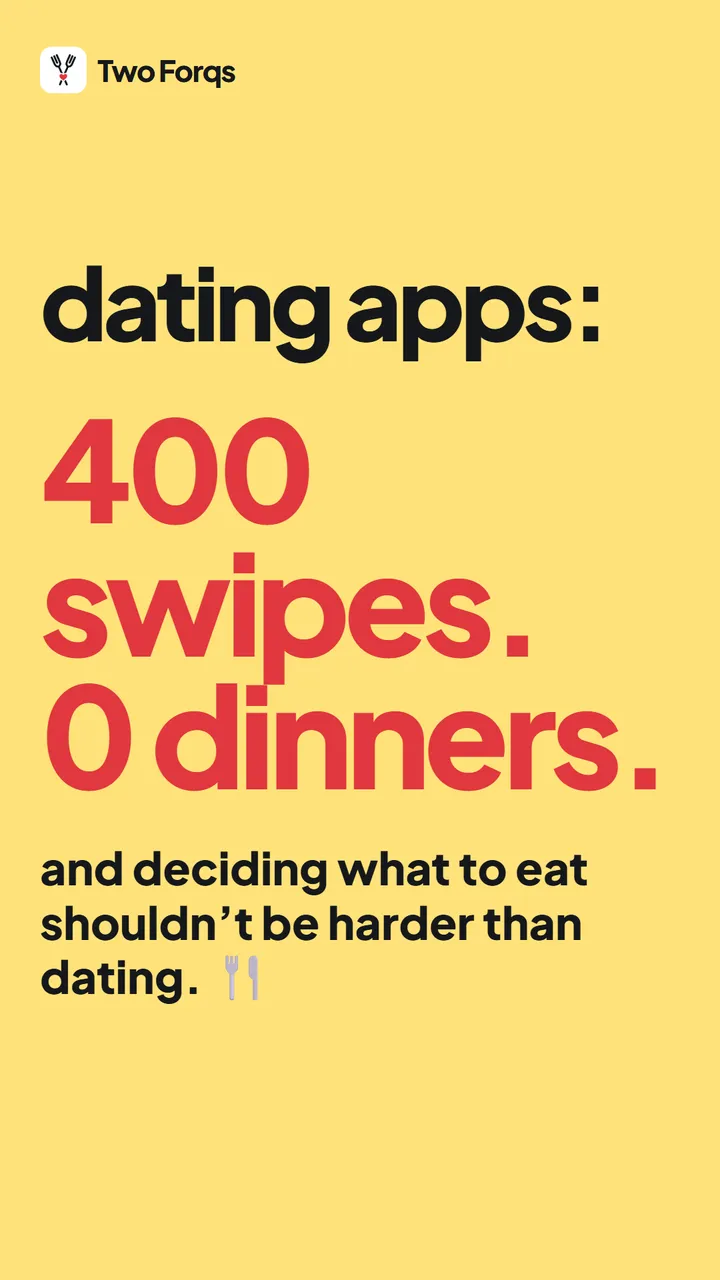 Two Forqs
dating apps:
400
swipes.
0 dinners.
and deciding what to eat
shouldn’t be harder than
dating. 🍴